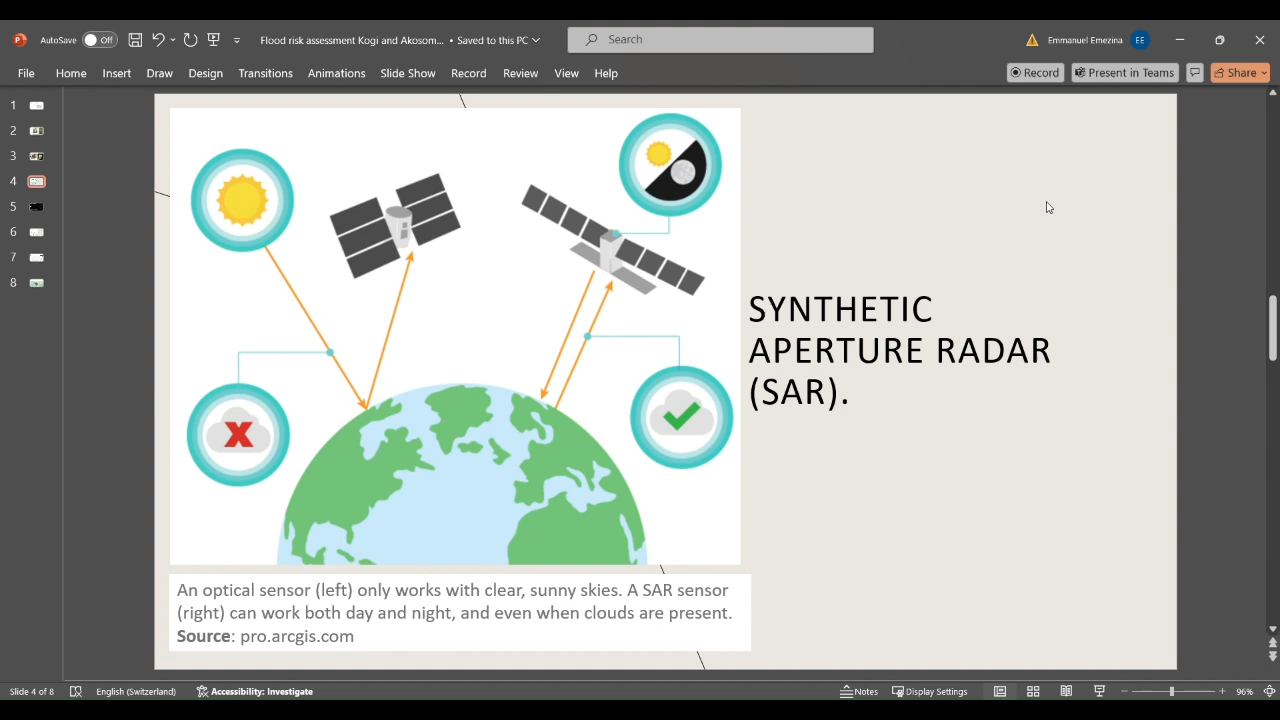 AutoSave Off Flood risk assessment Kogi and Akosom... • Saved to this PC Search Emmanuel Emezina EE
File Home Insert Draw Design Transitions Animations Slide Show Record Review View Help Record Present in Teams Share
1
2
3
4
5
6
7
8
SYNTHETIC
APERTURE RADAR
(SAR).
An optical sensor (left) only works with clear, sunny skies. A SAR sensor
(right) can work both day and night, and even when clouds are present.
Source: pro.arcgis.com
Slide 4 of 8 English (Switzerland) Accessibility: Investigate Notes Display Settings 96%